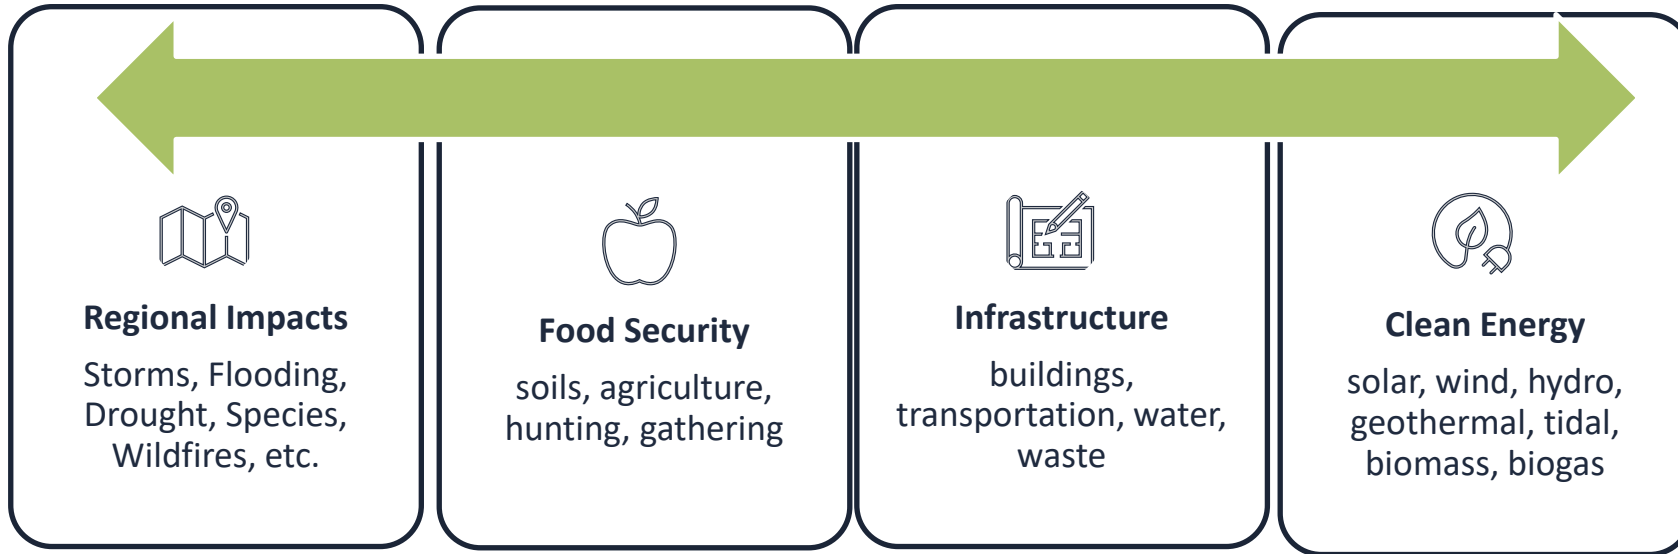 Regional Impacts
Storms, Flooding,
Drought, Species,
Wildfires, etc.
Food Security
soils, agriculture,
hunting, gathering
Infrastructure
buildings,
transportation, water,
waste
Clean Energy
solar, wind, hydro,
geothermal, tidal,
biomass, biogas